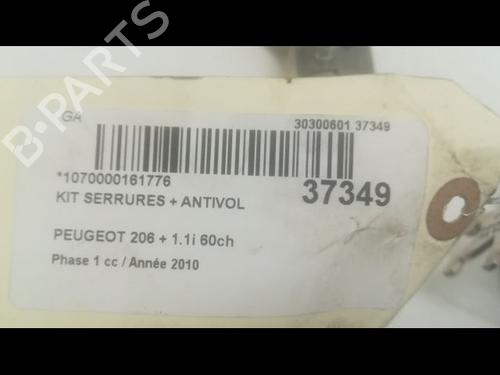 GA
30300601 37349
*1070000161776
37349
KIT SERRURES + ANTIVOL
PEUGEOT 206 + 1.1i 60ch
Phase 1 cc / Année 2010
B-PARTS